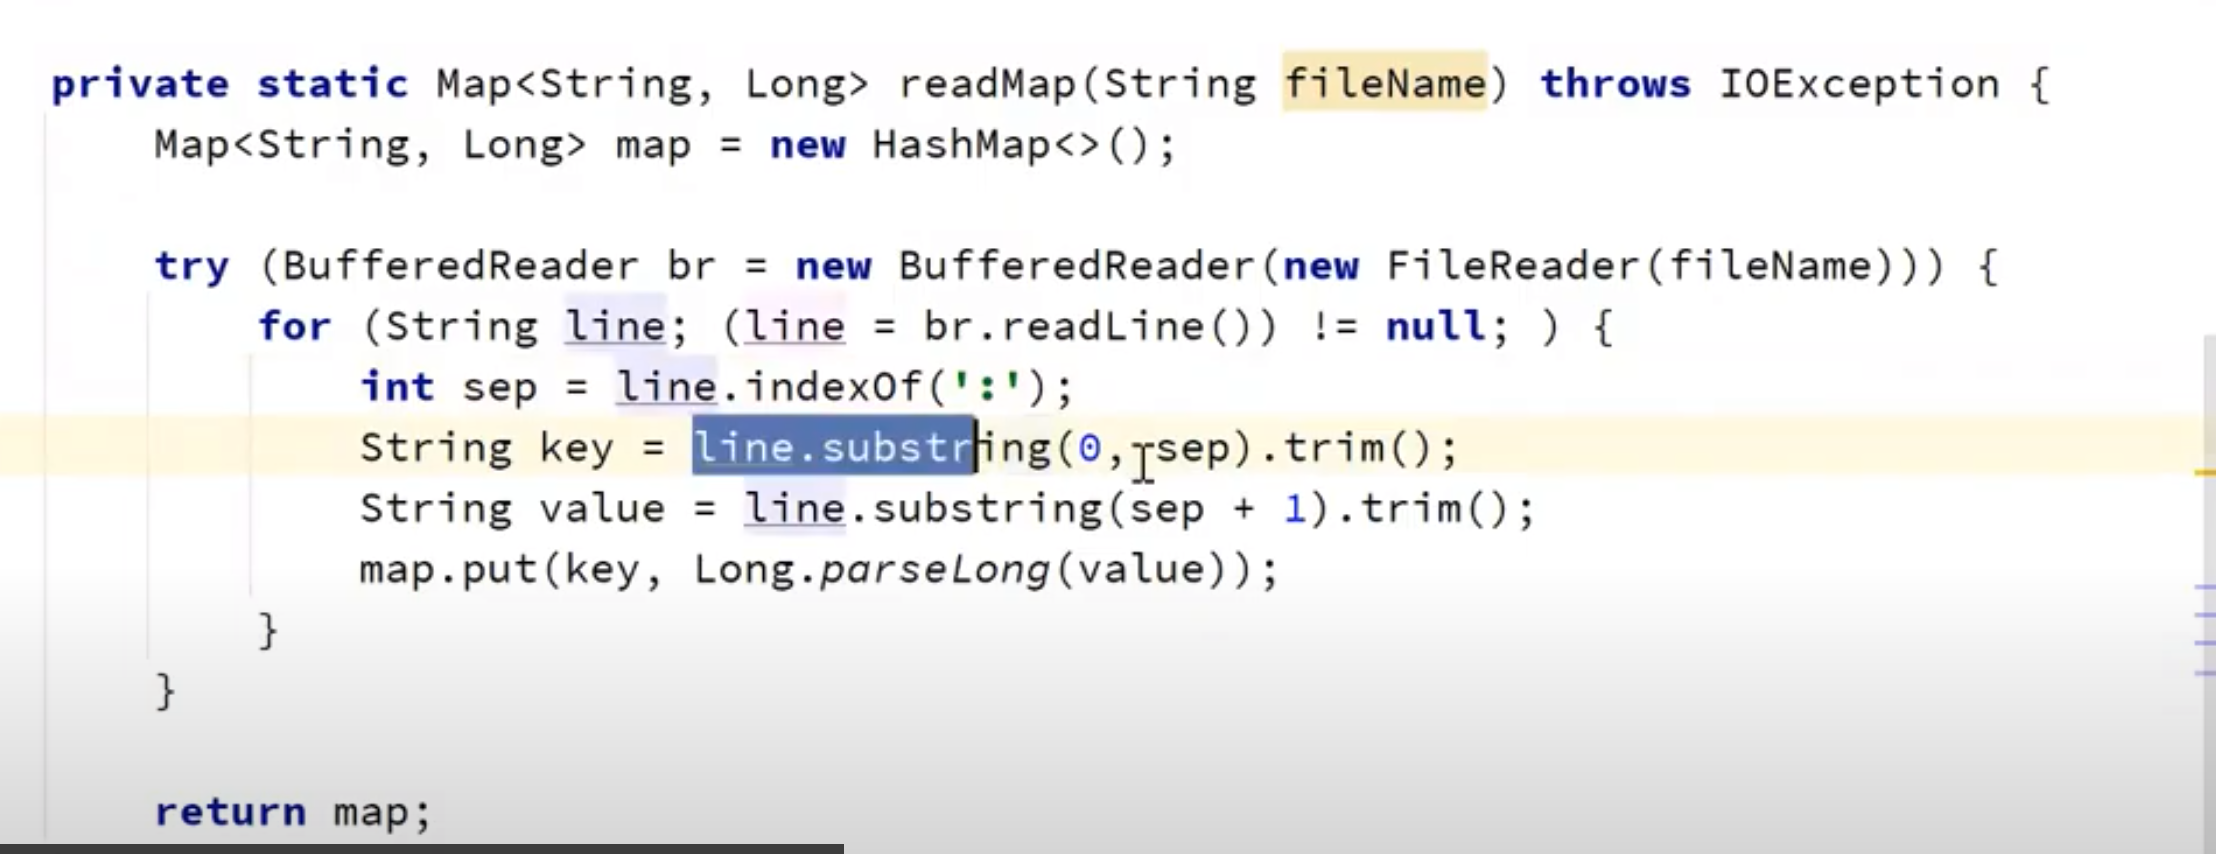 private static Map<String, Long> readMap(String fileName) throws IOException {
Map<String, Long> map = new HashMap<>();
try (BufferedReader br = new BufferedReader(new FileReader(fileName))) {
for (String line; (line = br.readLine()) != null; ) {
int sep = line.indexOf(':');
String key = line.substring(0, sep).trim();
String value = line.substring(sep + 1).trim();
map.put(key, Long.parseLong(value));
}
}
return map;